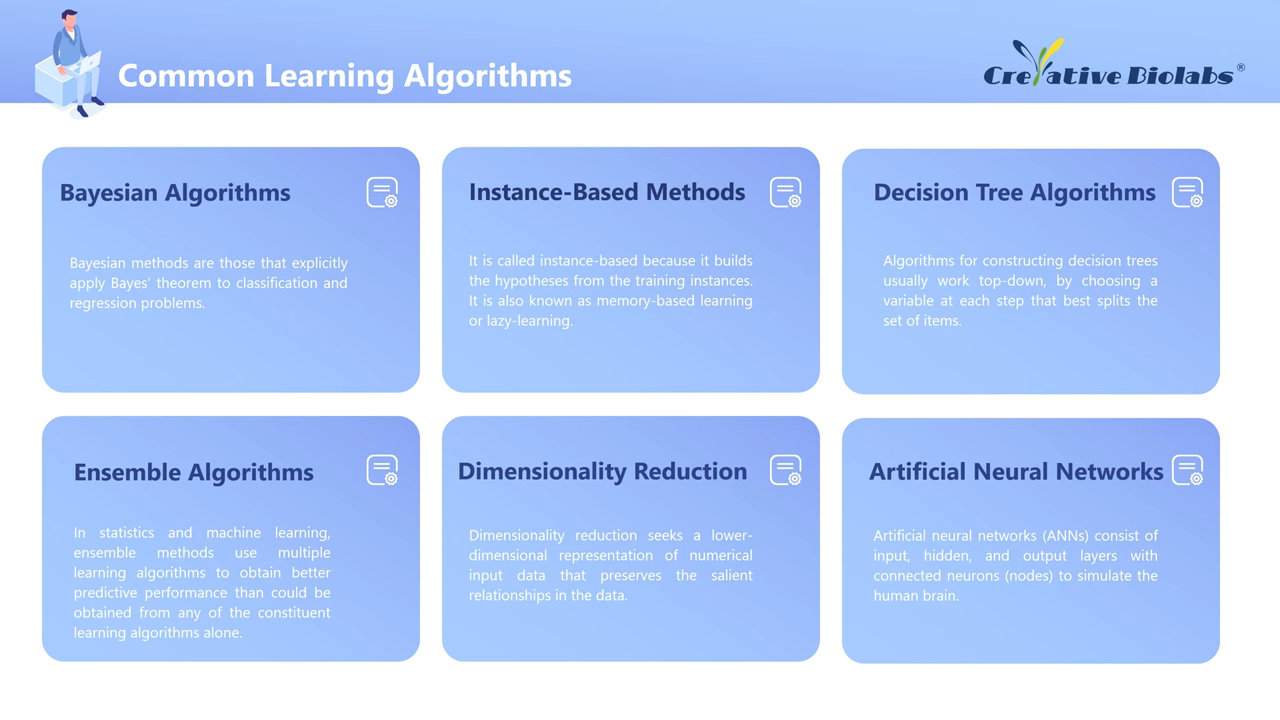 Common Learning Algorithms
Creative Biolabs®
Bayesian Algorithms
Bayesian methods are those that explicitly
apply Bayes' theorem to classification and
regression problems.
Instance-Based Methods
It is called instance-based because it builds
the hypotheses from the training instances.
It is also known as memory-based learning
or lazy-learning.
Decision Tree Algorithms
Algorithms for constructing decision trees
usually work top-down, by choosing a
variable at each step that best splits the
set of items.
Ensemble Algorithms
In statistics and machine learning,
ensemble methods use multiple
learning algorithms to obtain better
predictive performance than could be
obtained from any of the constituent
learning algorithms alone.
Dimensionality Reduction
Dimensionality reduction seeks a lower-
dimensional representation of numerical
input data that preserves the salient
relationships in the data.
Artificial Neural Networks
Artificial neural networks (ANNs) consist of
input, hidden, and output layers with
connected neurons (nodes) to simulate the
human brain.